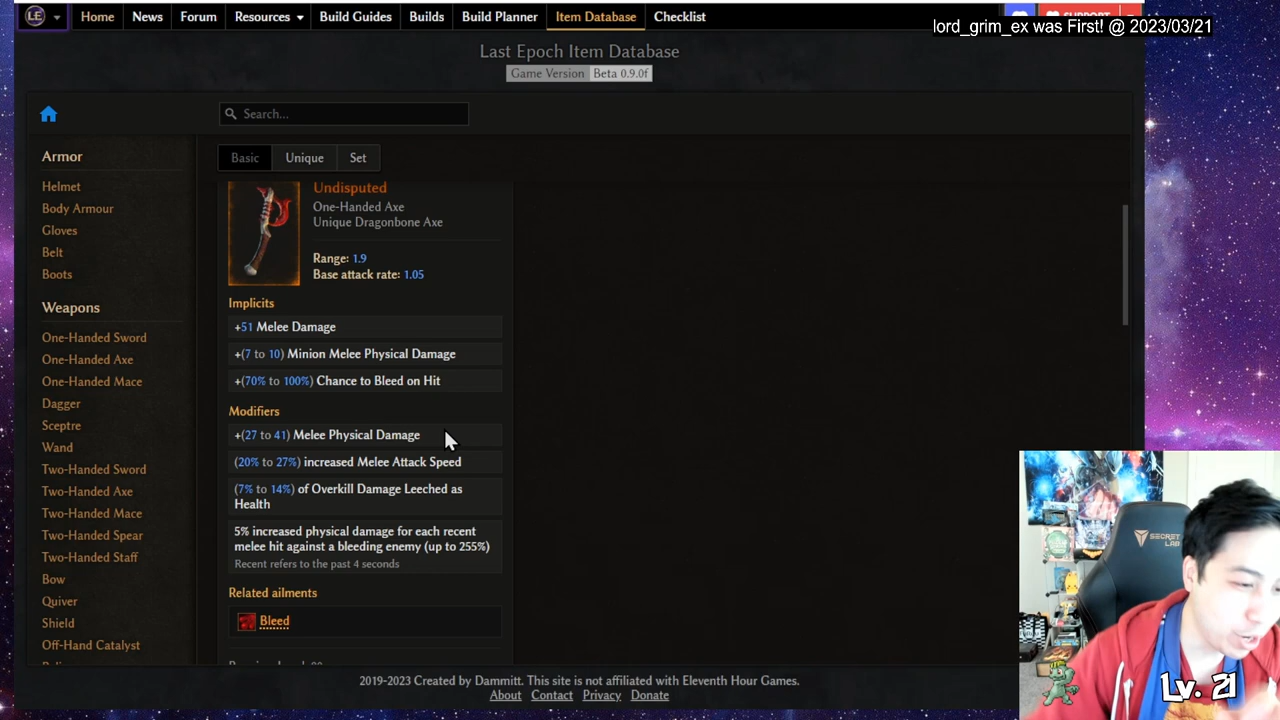 LE
Home
News
Forum
Resources
Build Guides
Builds
Build Planner
Item Database
Checklist
SUPPORT
lord_grim_ex was First! @ 2023/03/21
Last Epoch Item Database
Game Version Beta 0.9.0f
Search...
Armor
Helmet
Body Armour
Gloves
Belt
Boots
Weapons
One-Handed Sword
One-Handed Axe
One-Handed Mace
Dagger
Sceptre
Wand
Two-Handed Sword
Two-Handed Axe
Two-Handed Mace
Two-Handed Spear
Two-Handed Staff
Bow
Quiver
Shield
Off-Hand Catalyst
Basic
Unique
Set
Undisputed
One-Handed Axe
Unique Dragonbone Axe
Range: 1.9
Base attack rate: 1.05
Implicits
+51 Melee Damage
+(7 to 10) Minion Melee Physical Damage
+(70% to 100%) Chance to Bleed on Hit
Modifiers
+(27 to 41) Melee Physical Damage
(20% to 27%) increased Melee Attack Speed
(7% to 14%) of Overkill Damage Leeched as
Health
5% increased physical damage for each recent
melee hit against a bleeding enemy (up to 255%)
Recent refers to the past 4 seconds
Related ailments
Bleed
2019-2023 Created by Dammitt. This site is not affiliated with Eleventh Hour Games.
About
Contact
Privacy
Donate
SECRET
LAB
Lv. 21